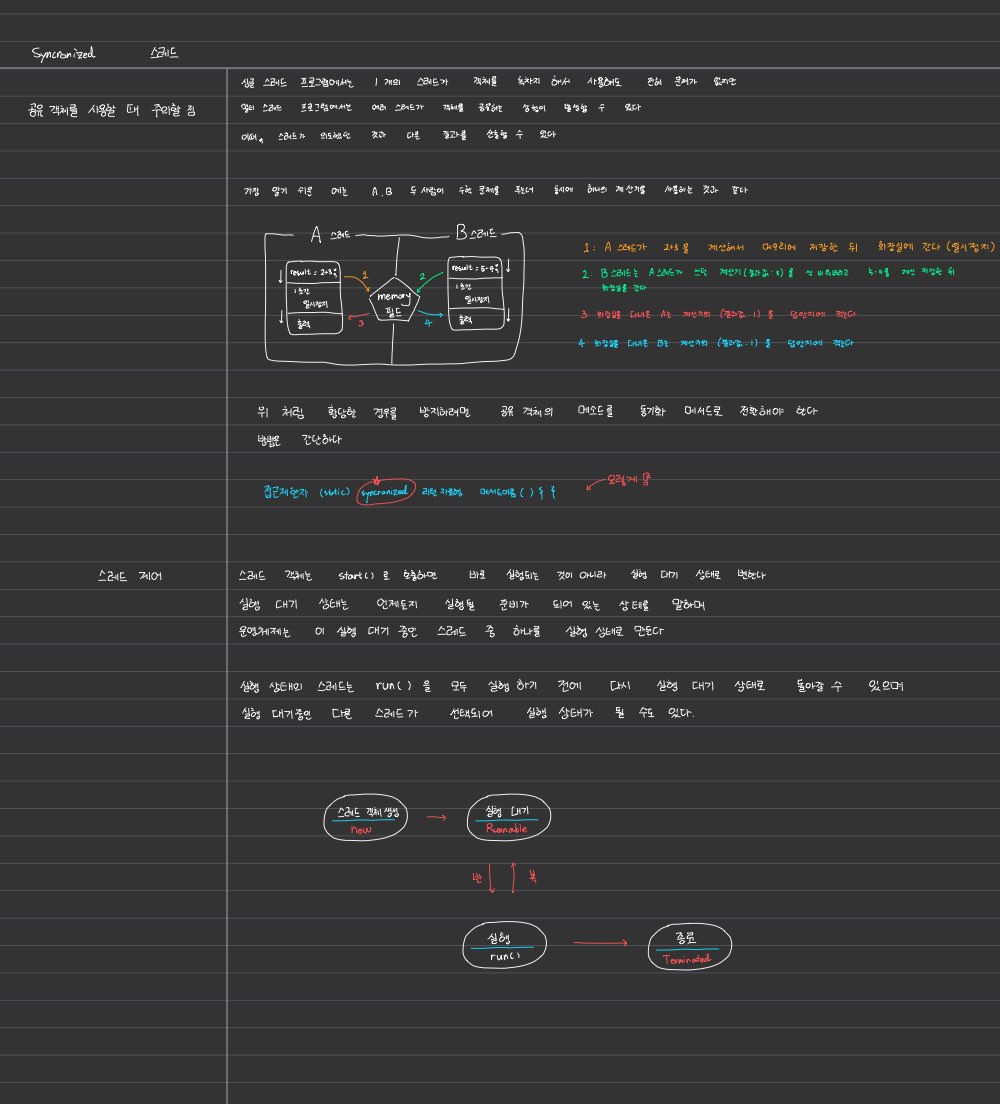 Syncronized 스레드
공유 객체를 사용할 때 주의할 점
싱글 스레드 프로그램에서는 1개의 스레드가 객체를 독차지 해서 사용해도 전혀 문제가 없지만
멀티 스레드 프로그램에서는 여러 스레드가 객체를 공유하는 상황이 발생할 수 있다
이때, 스레드가 의도했던 것과 다른 결과를 산출할 수 있다
가장 알기 쉬운 예는 A, B 두 사람이 수학 문제를 푸는데 동시에 하나의 계산기를 사용하는 것과 같다
A 스레드
B 스레드
result = 2+3;
1초간
일시정지
출력
1
3
memory
필드
2
4
result = 5-4;
1초간
일시정지
출력
1: A 스레드가 2+3을 계산해서 메모리에 저장한 뒤 화장실에 간다 (일시정지)
2: B 스레드는 A 스레드가 쓰던 계산기(결과값: 5)를 싹 비워버리고 5-4를 계산 저장한 뒤
화장실을 간다
3 화장실을 다녀온 A는 계산기의 (결과값: 1)을 답안지에 적는다
4 화장실을 다녀온 B는 계산기의 (결과값: 1)을 답안지에 적는다
위 처럼 황당한 경우를 방지하려면 공유 객체의 메소드를 동기화 메서드로 전환해야 한다
방법은 간단하다
접근제한자 (static) syncronized 리턴 자료형 메서드이름 ( ) { }
요렇게 씀
스레드 제어
스레드 객체는 start() 로 호출하면 바로 실행되는 것이 아니라 실행 대기 상태로 변한다
실행 대기 상태는 언제든지 실행될 준비가 되어 있는 상태를 말하며
운영체제는 이 실행 대기 중인 스레드 중 하나를 실행 상태로 만든다
실행 상태의 스레드는 run() 을 모두 실행 하기 전에 다시 실행 대기 상태로 돌아갈 수 있으며
실행 대기중인 다른 스레드가 선택되어 실행 상태가 될 수도 있다.
스레드 객체 생성
new
실행 대기
Runnable
반 복
실행
run()
종료
Terminated